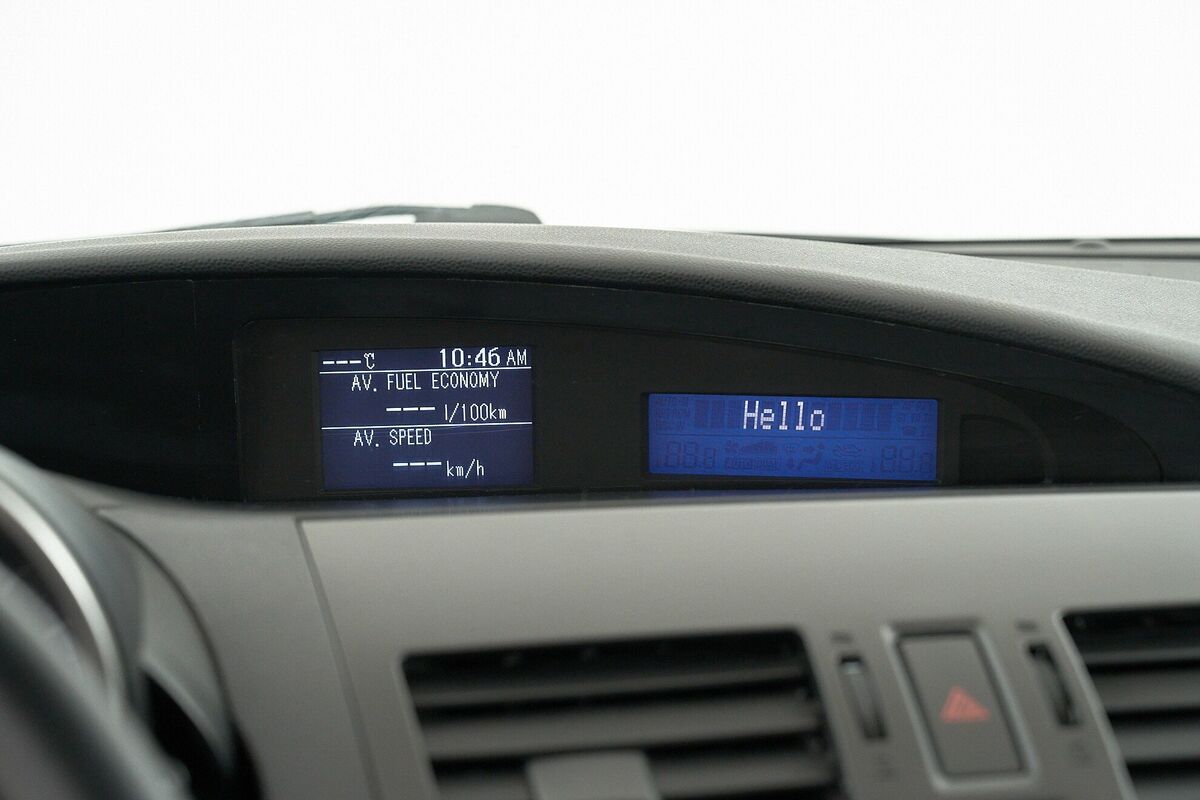 ---℃ 10:46 AM
AV. FUEL ECONOMY
--- l/100km
AV. SPEED
--- km/h
Hello